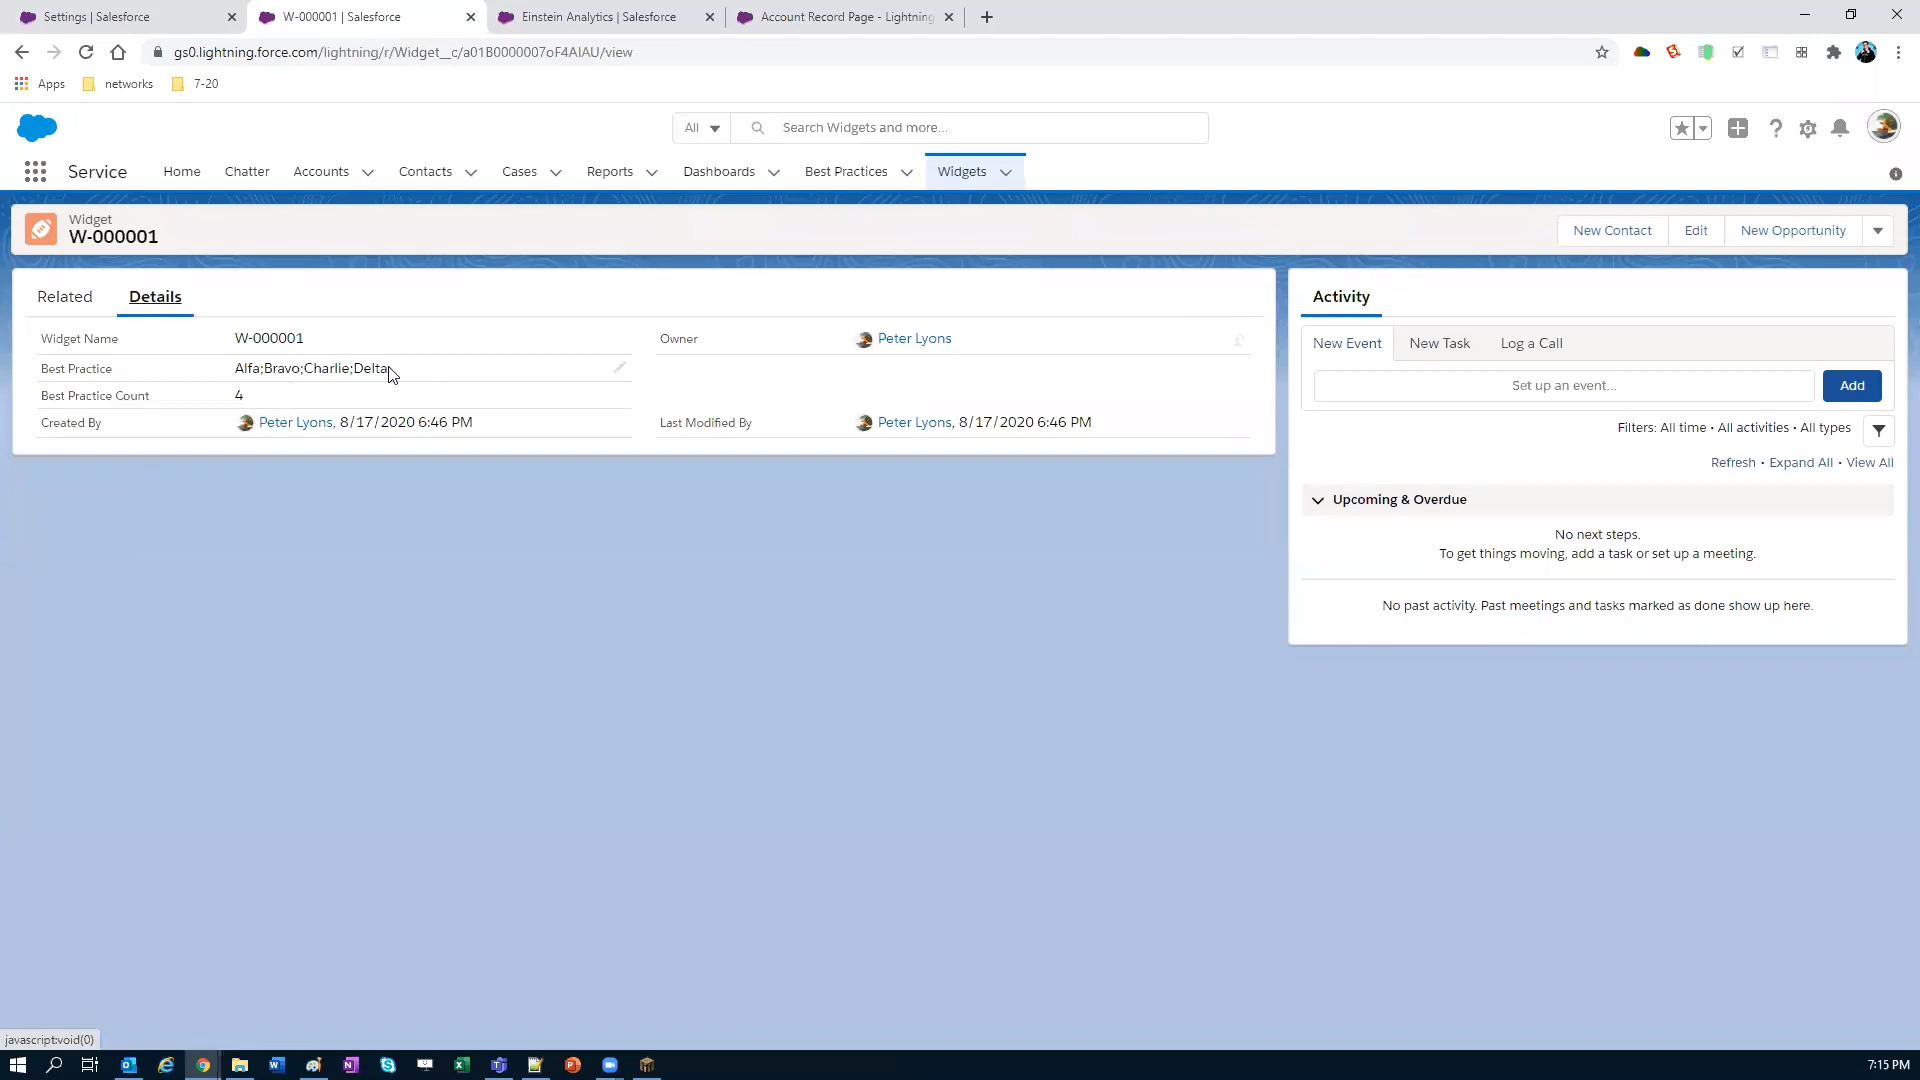 Settings | Salesforce
W-000001 | Salesforce
Einstein Analytics | Salesforce
Account Record Page - Lightning
gs0.lightning.force.com/lightning/r/Widget__c/a01B0000007oF4AIAU/view
Apps
networks
7-20
All
Search Widgets and more...
Service
Home
Chatter
Accounts
Contacts
Cases
Reports
Dashboards
Best Practices
Widgets
Widget
W-000001
New Contact
Edit
New Opportunity
Related
Details
Widget Name
W-000001
Owner
Peter Lyons
Best Practice
Alfa;Bravo;Charlie;Delta
Best Practice Count
4
Created By
Peter Lyons, 8/17/2020 6:46 PM
Last Modified By
Peter Lyons, 8/17/2020 6:46 PM
Activity
New Event
New Task
Log a Call
Set up an event...
Add
Filters: All time • All activities • All types
Refresh • Expand All • View All
Upcoming & Overdue
No next steps.
To get things moving, add a task or set up a meeting.
No past activity. Past meetings and tasks marked as done show up here.
javascript:void(0)
7:15 PM